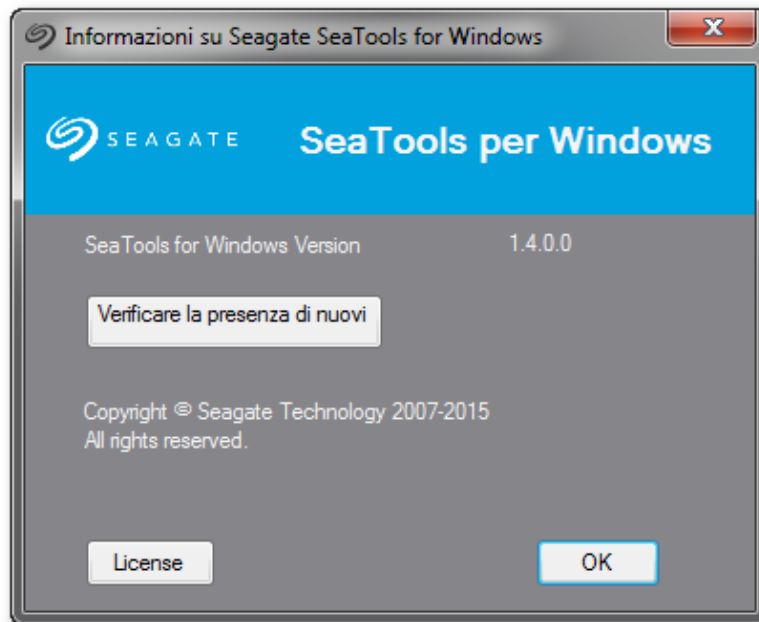 Informazioni su Seagate SeaTools for Windows
SEAGATE SeaTools per Windows
SeaTools for Windows Version 1.4.0.0
Verificare la presenza di nuovi
Copyright © Seagate Technology 2007-2015
All rights reserved.
License OK